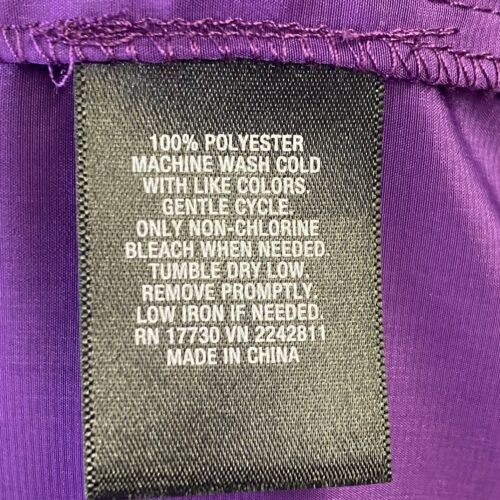 100% POLYESTER
MACHINE WASH COLD
WITH LIKE COLORS.
GENTLE CYCLE.
ONLY NON-CHLORINE
BLEACH WHEN NEEDED.
TUMBLE DRY LOW.
REMOVE PROMPTLY.
LOW IRON IF NEEDED.
RN 17730 VN 2242811
MADE IN CHINA